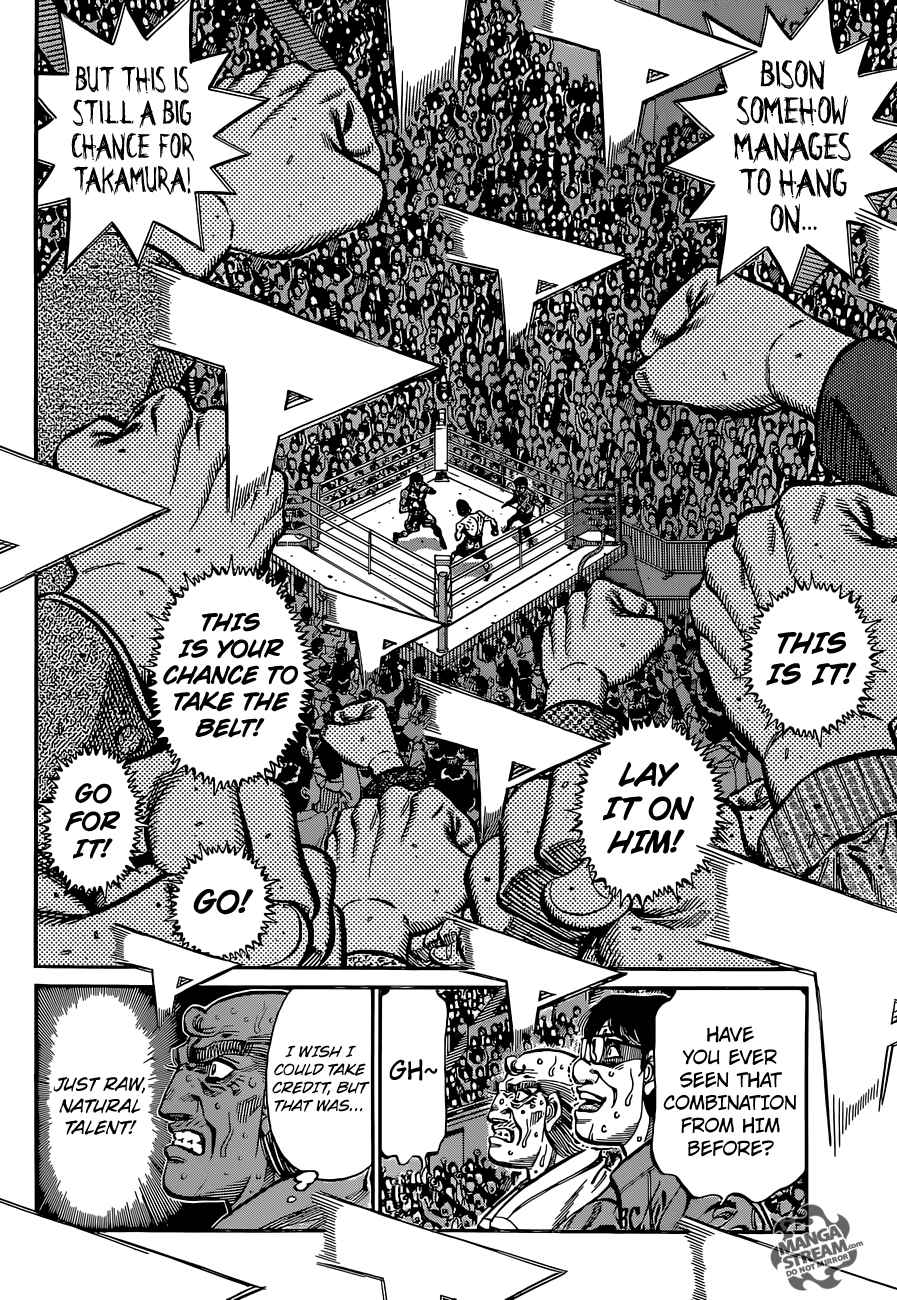 BISON
SOMEHOW
MANAGES
TO HANG
ON...
BUT THIS IS
STILL A BIG
CHANCE FOR
TAKAMURA!
THIS
IS IT!
LAY
IT ON
HIM!
THIS
IS YOUR
CHANCE TO
TAKE THE
BELT!
GO!
GO
FOR
IT!
HAVE
YOU EVER
SEEN THAT
COMBINATION
FROM HIM
BEFORE?
GH~
I WISH I
COULD TAKE
CREDIT, BUT
THAT WAS...
JUST RAW,
NATURAL
TALENT!
MANGA
STREAM.com
DO NOT MIRROR